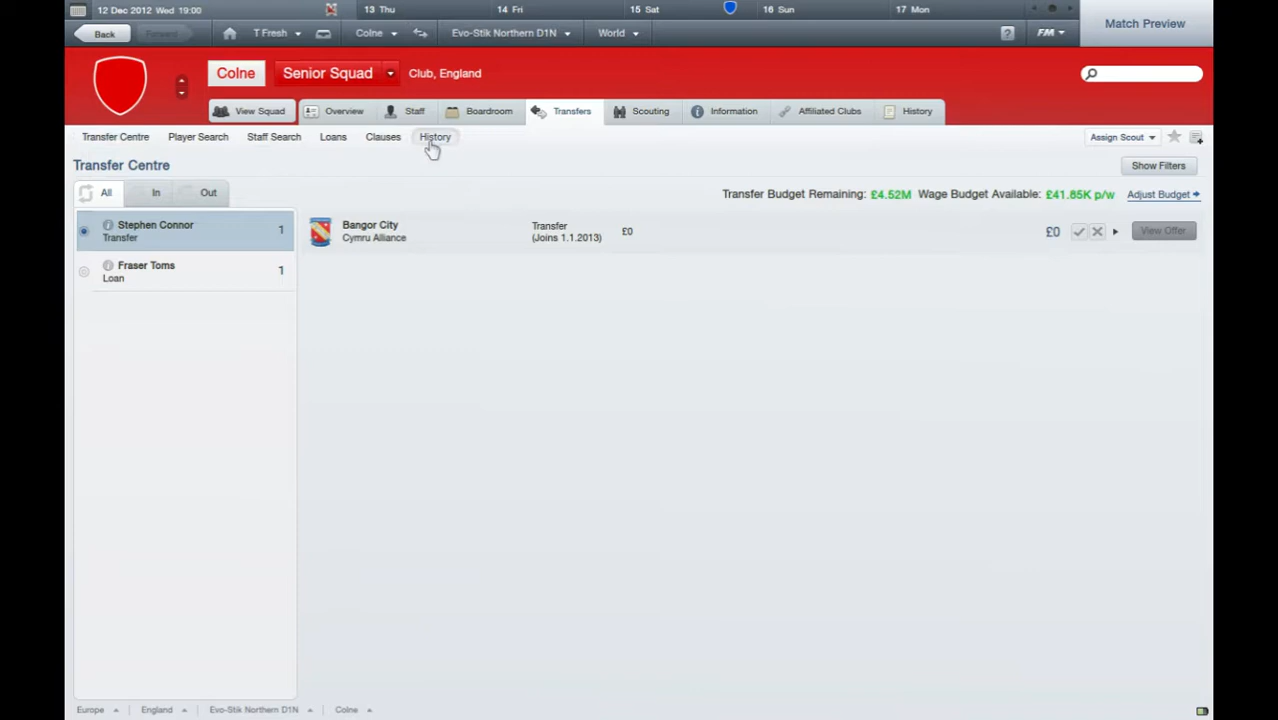 12 Dec 2012 Wed 19:00
13 Thu
14 Fri
15 Sat
16 Sun
17 Mon
Match Preview
Back
Forward
T Fresh
Colne
Evo-Stik Northern D1N
World
?
FM
Colne
Senior Squad
Club, England
View Squad
Overview
Staff
Boardroom
Transfers
Scouting
Information
Affiliated Clubs
History
Transfer Centre
Player Search
Staff Search
Loans
Clauses
History
Assign Scout
Transfer Centre
Show Filters
All
In
Out
Transfer Budget Remaining: £4.52M Wage Budget Available: £41.85K p/w
Adjust Budget
Stephen Connor
Transfer
1
Bangor City
Cymru Alliance
Transfer
(Joins 1.1.2013)
£0
£0
View Offer
Fraser Toms
Loan
1
Europe
England
Evo-Stik Northern D1N
Colne